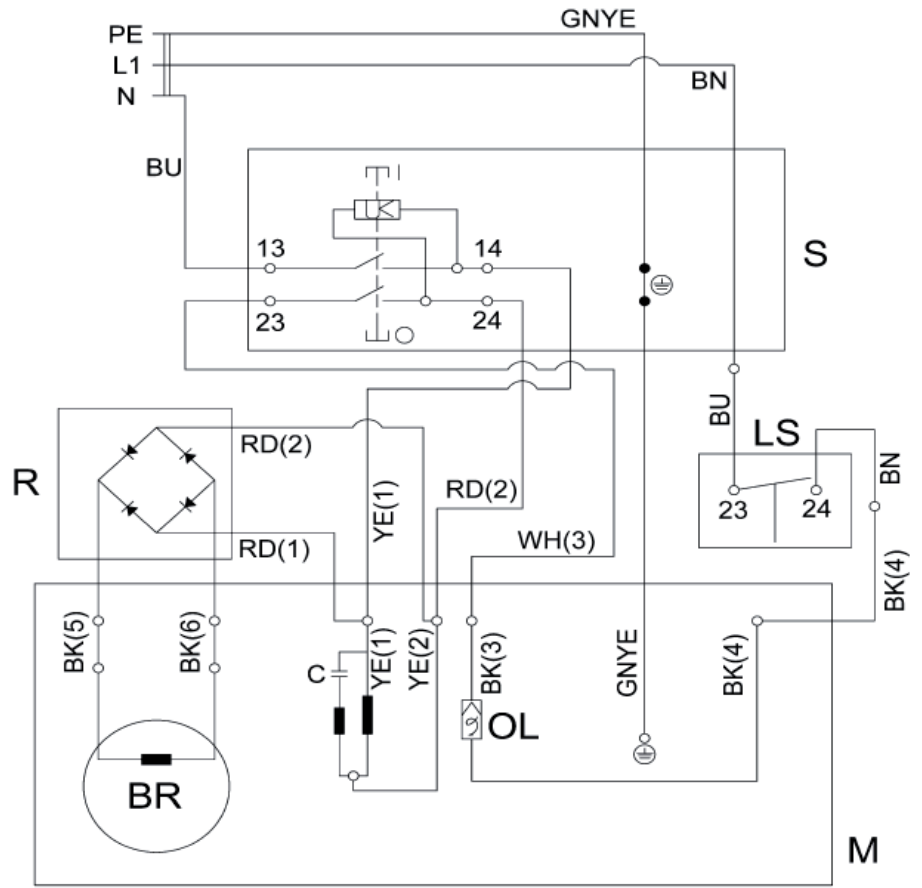 GNYE
PE
L1
N
BN
BU
I
U<
13
14
S
23
24
O
BU
LS
BN
R
RD(2)
RD(2)
YE(1)
23
24
WH(3)
RD(1)
BK(4)
BK(5)
BK(6)
C
YE(1)
YE(2)
BK(3)
GNYE
BK(4)
OL
BR
M